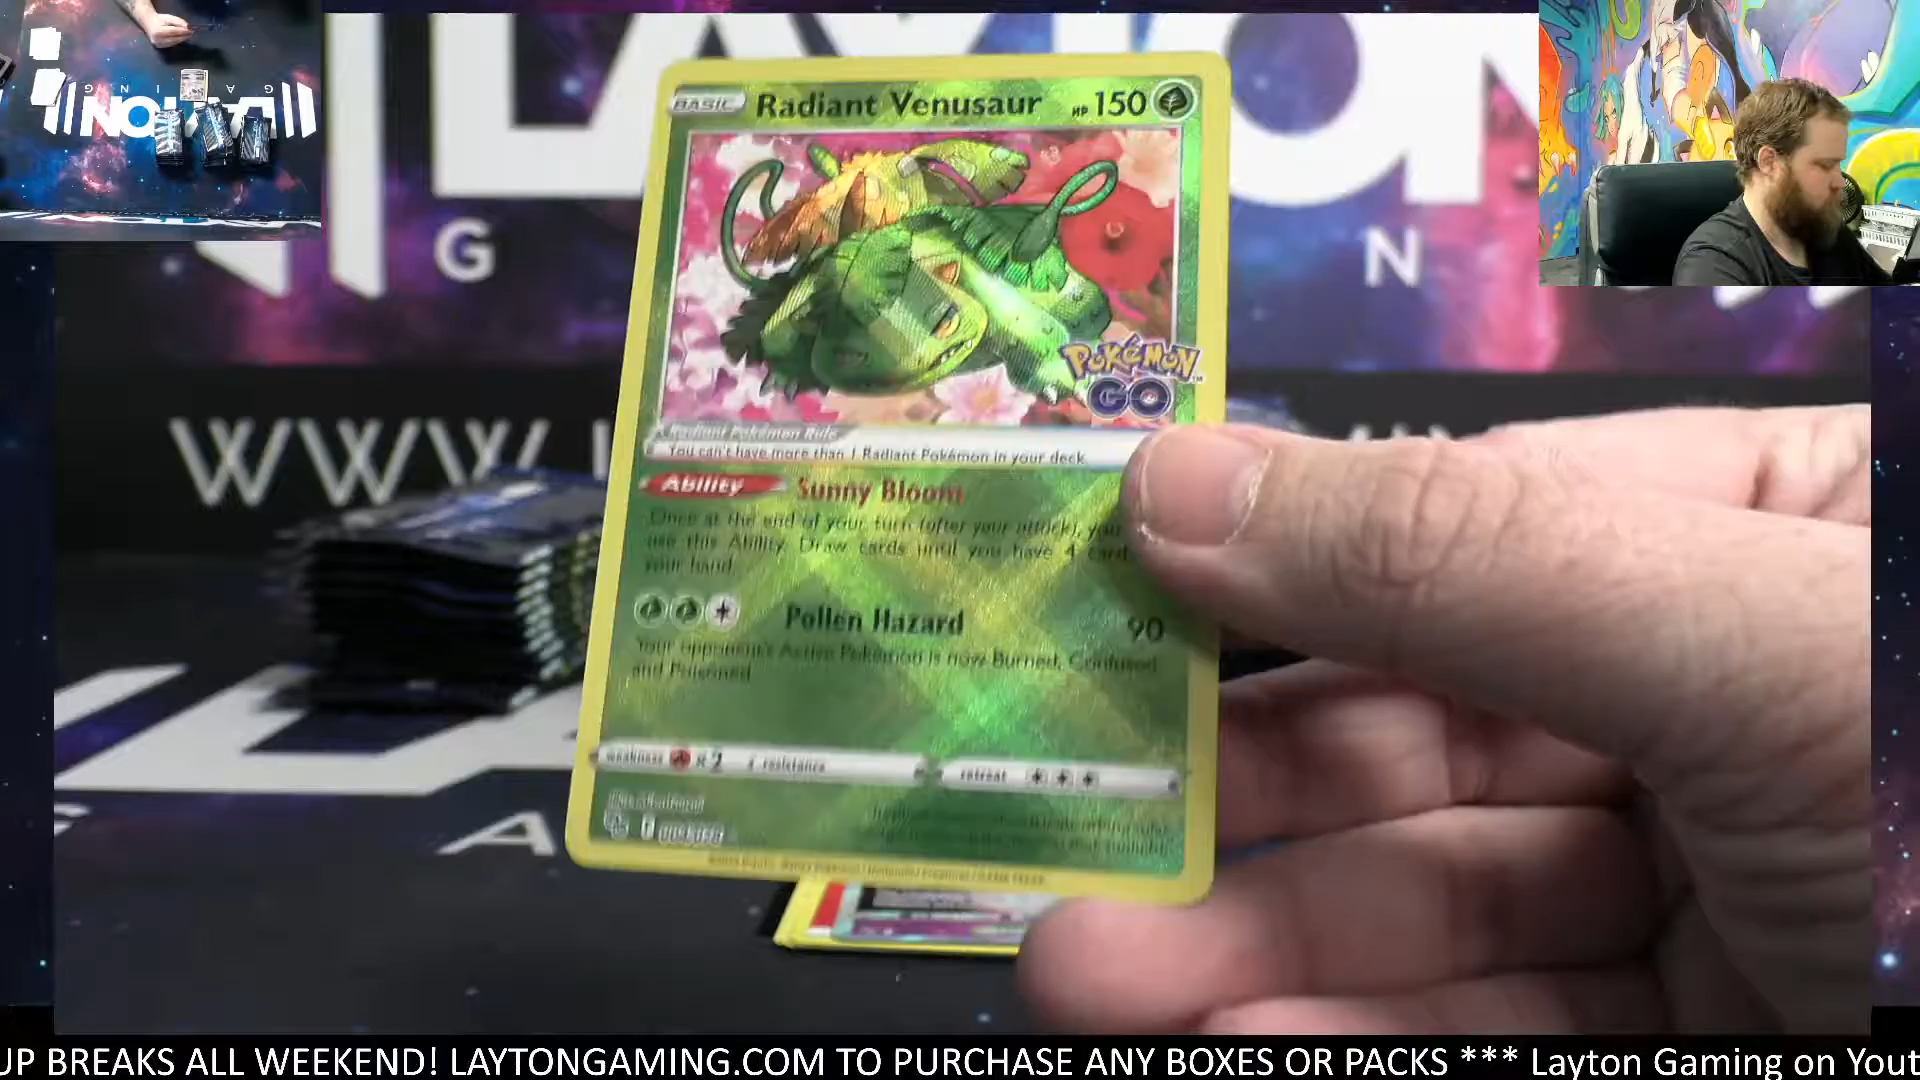 BASIC Radiant Venusaur HP 150
POKéMON
GO
Radiant Pokémon Rule
You can't have more than 1 Radiant Pokémon in your deck.
Ability Sunny Bloom
Once at the end of your turn (after your attack), you
use this Ability. Draw cards until you have 4 card
your hand.
Pollen Hazard 90
Your opponent's Active Pokémon is now Burned, Confused
and Poisoned.
weakness ×2 resistance retreat
WWW
G
N
A
GAMING
LAYTON
UP BREAKS ALL WEEKEND! LAYTONGAMING.COM TO PURCHASE ANY BOXES OR PACKS *** Layton Gaming on Yout